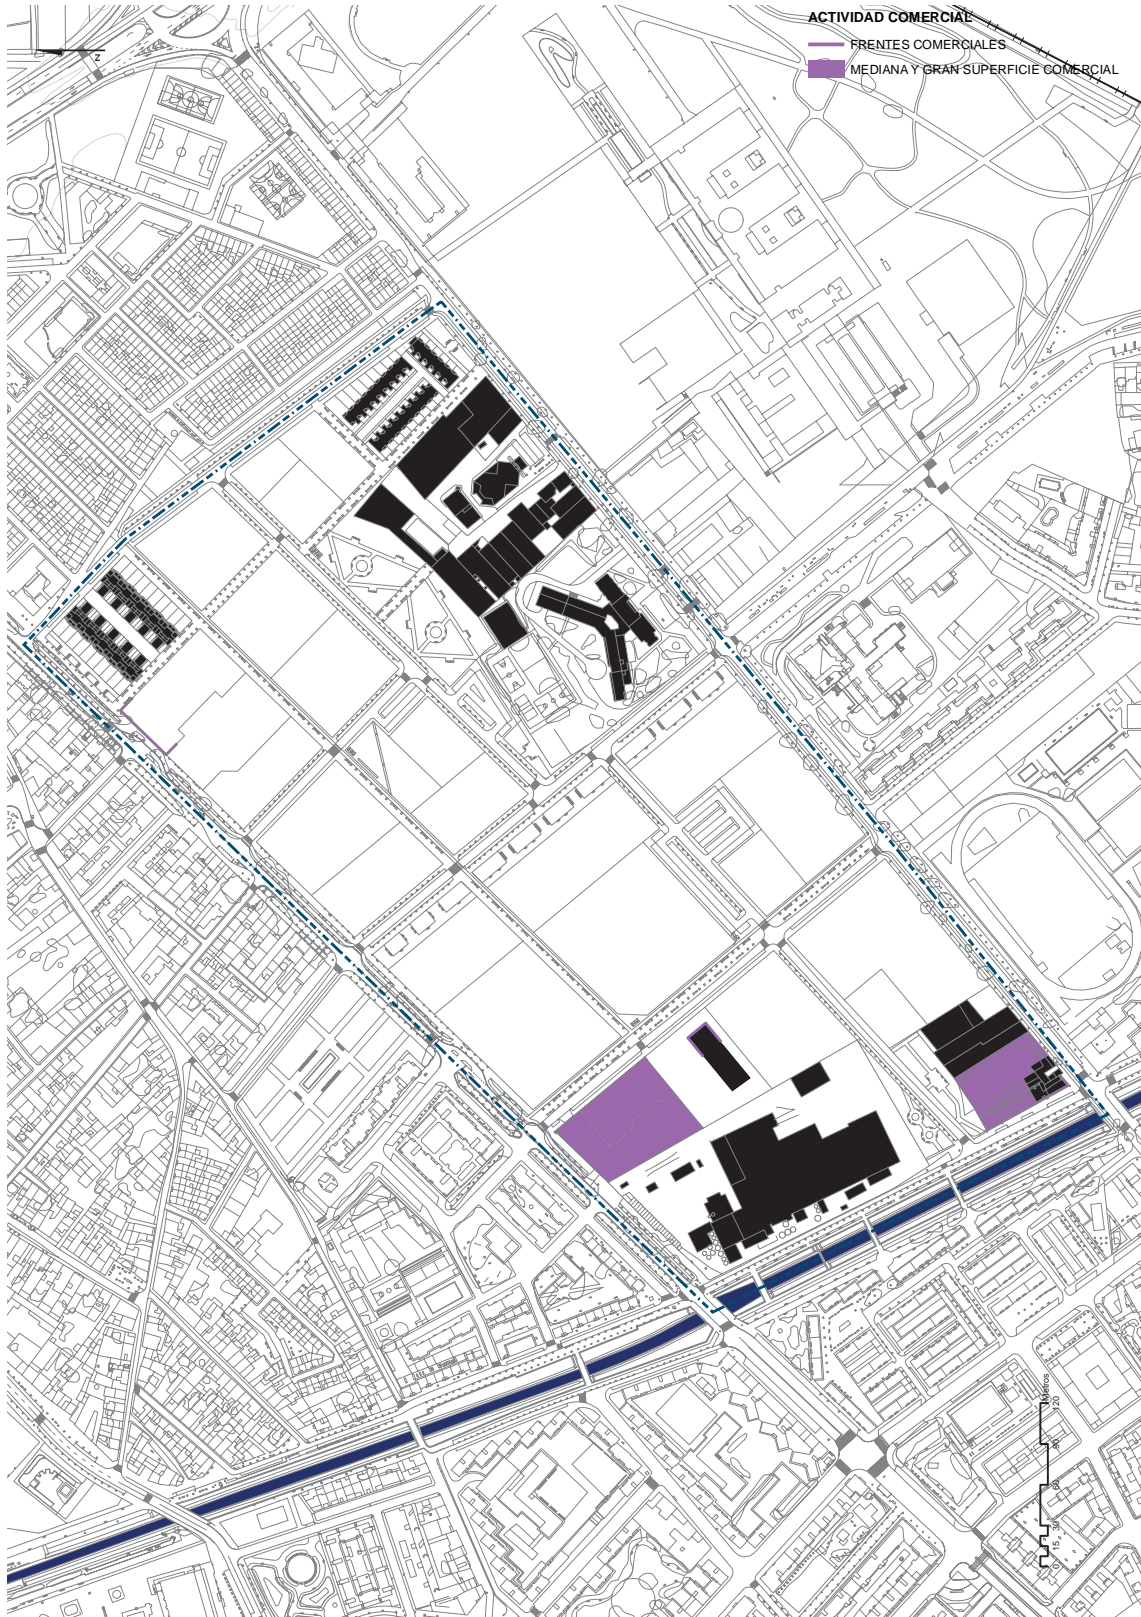 ACTIVIDAD COMERCIAL
FRENTES COMERCIALES
MEDIANA Y GRAN SUPERFICIE COMERCIAL
N
Metros
0 15 30 60 90 120